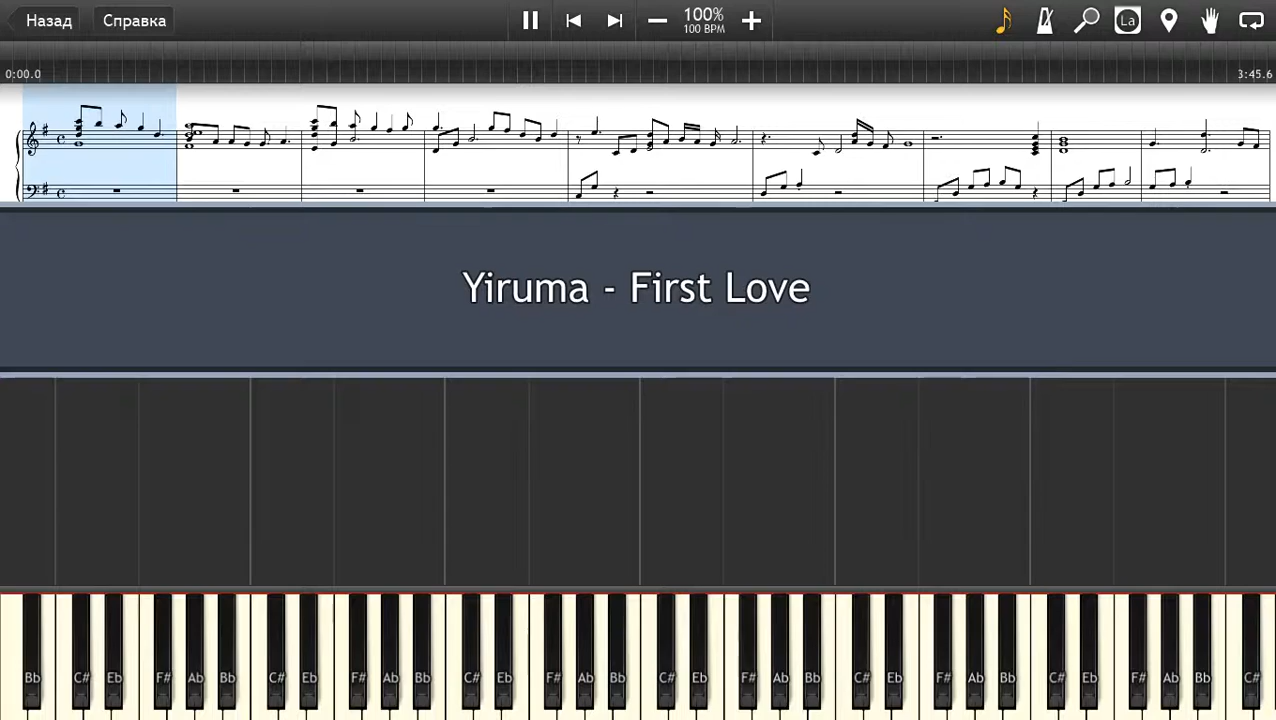 Назад Справка 100% La
100 BPM
0:00.0 3:45.6
Yiruma - First Love
Bb C# Eb F# Ab Bb C# Eb F# Ab Bb C# Eb F# Ab Bb C# Eb F# Ab Bb C# Eb F# Ab Bb C# Eb F# Ab Bb C#